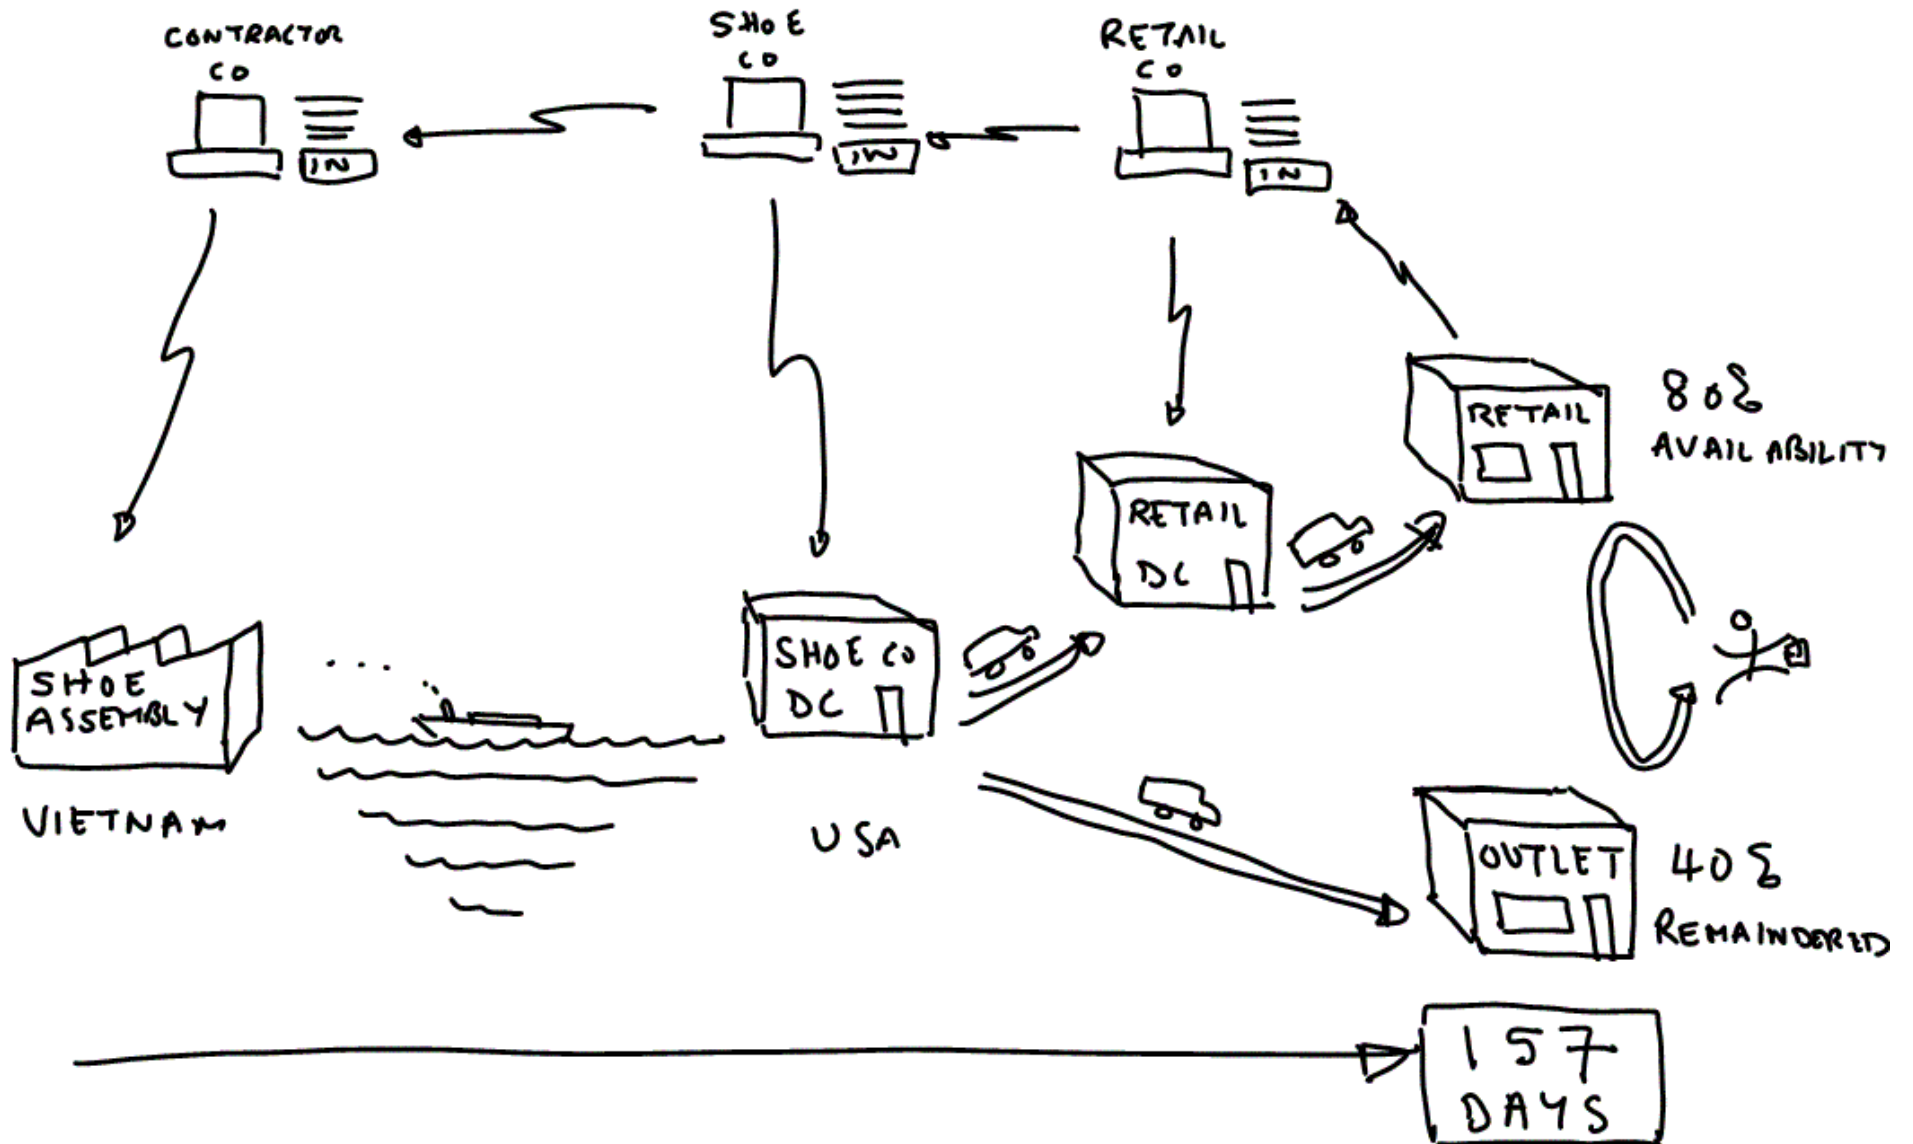 CONTRACTOR
CO
IN
SHOE
CO
IN
RETAIL
CO
IN
RETAIL
80%
AVAILABILITY
RETAIL
DC
SHOE CO
DC
SHOE
ASSEMBLY
VIETNAM
USA
OUTLET
40%
REMAINDERED
157
DAYS